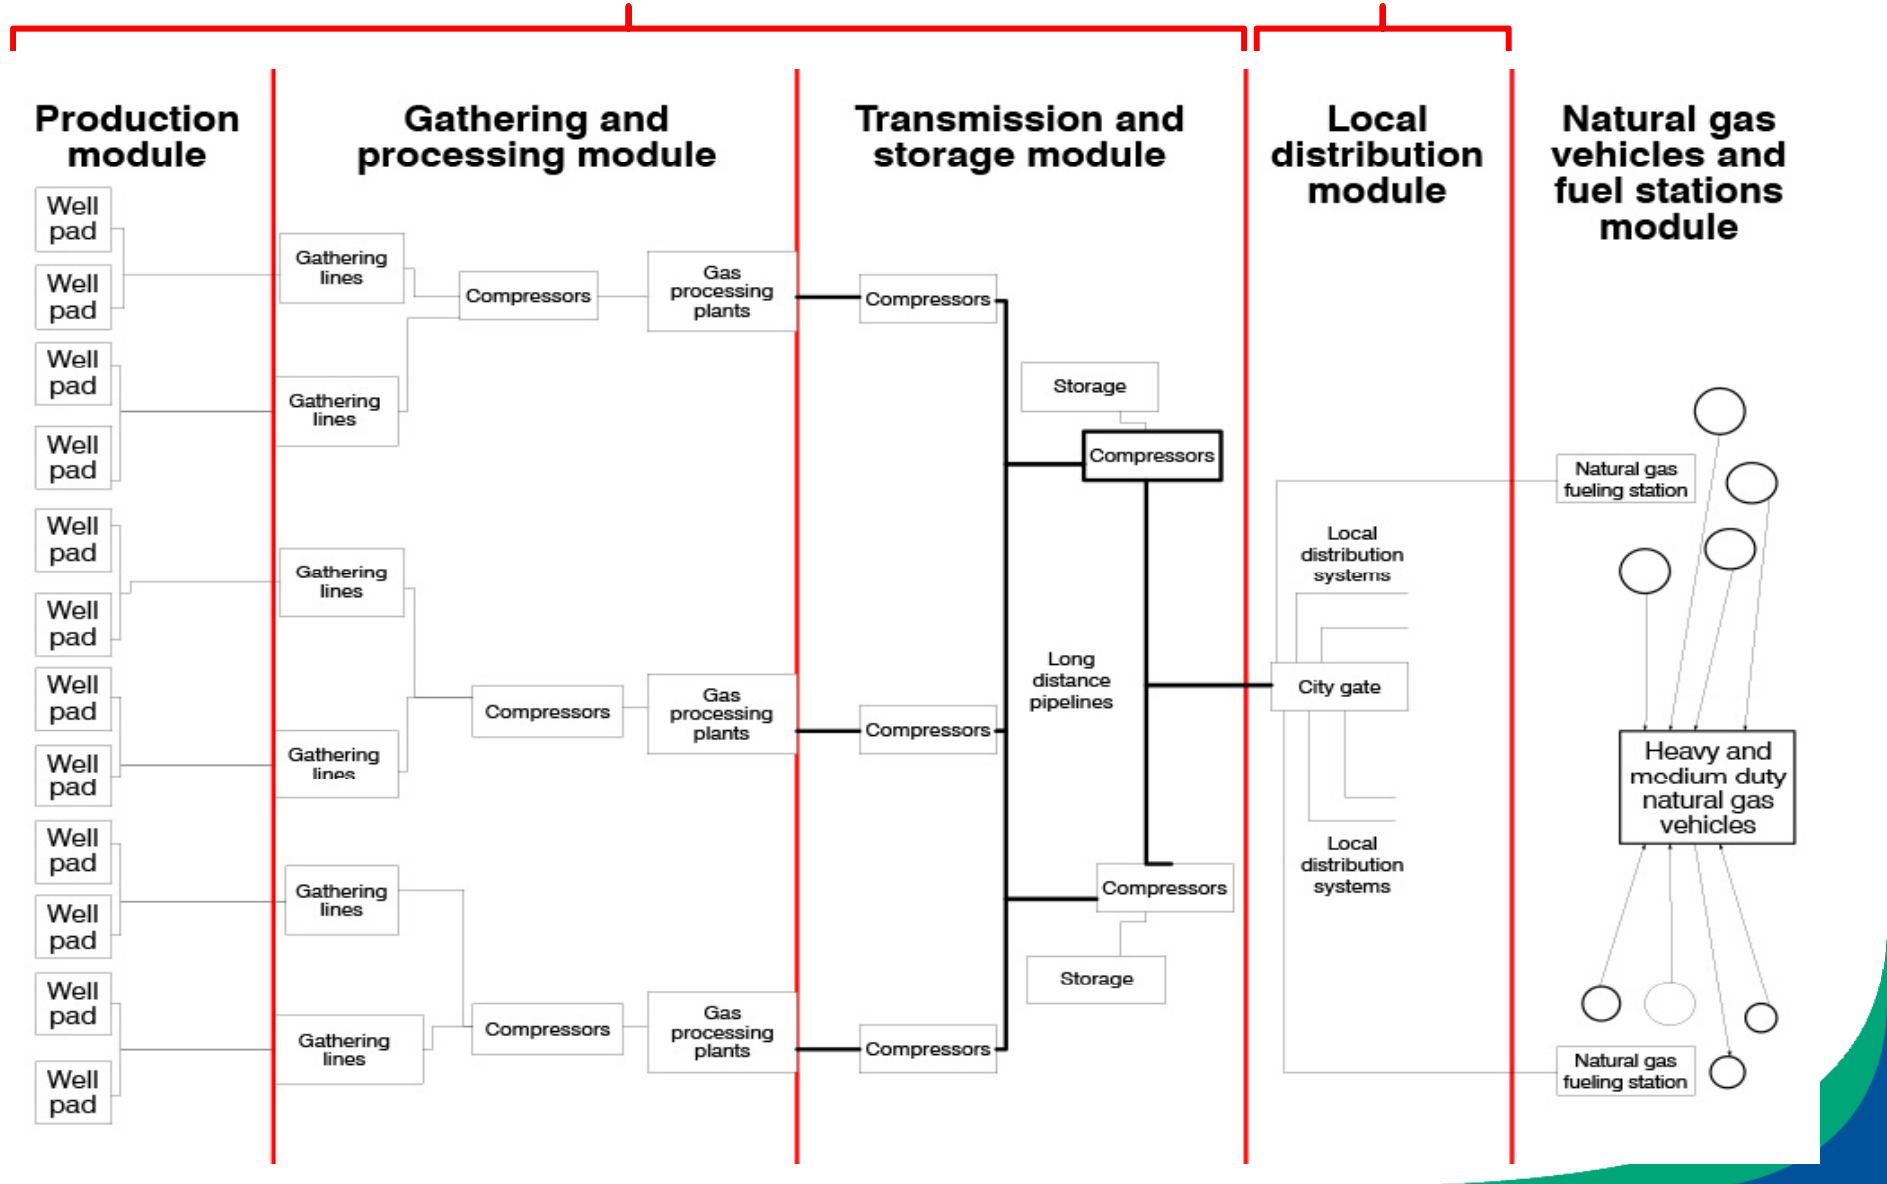 Production
module
Well
pad
Well
pad
Well
pad
Well
pad
Well
pad
Well
pad
Well
pad
Well
pad
Well
pad
Well
pad
Well
pad
Well
pad
Gathering and
processing module
Gathering
lines
Compressors
Gas
processing
plants
Gathering
lines
Gathering
lines
Compressors
Gas
processing
plants
Gathering
lines
Gathering
lines
Compressors
Gas
processing
plants
Gathering
lines
Transmission and
storage module
Compressors
Storage
Compressors
Long
distance
pipelines
Compressors
Compressors
Storage
Compressors
Local
distribution
module
Local
distribution
systems
City gate
Local
distribution
systems
Natural gas
vehicles and
fuel stations
module
Natural gas
fueling station
Heavy and
medium duty
natural gas
vehicles
Natural gas
fueling station